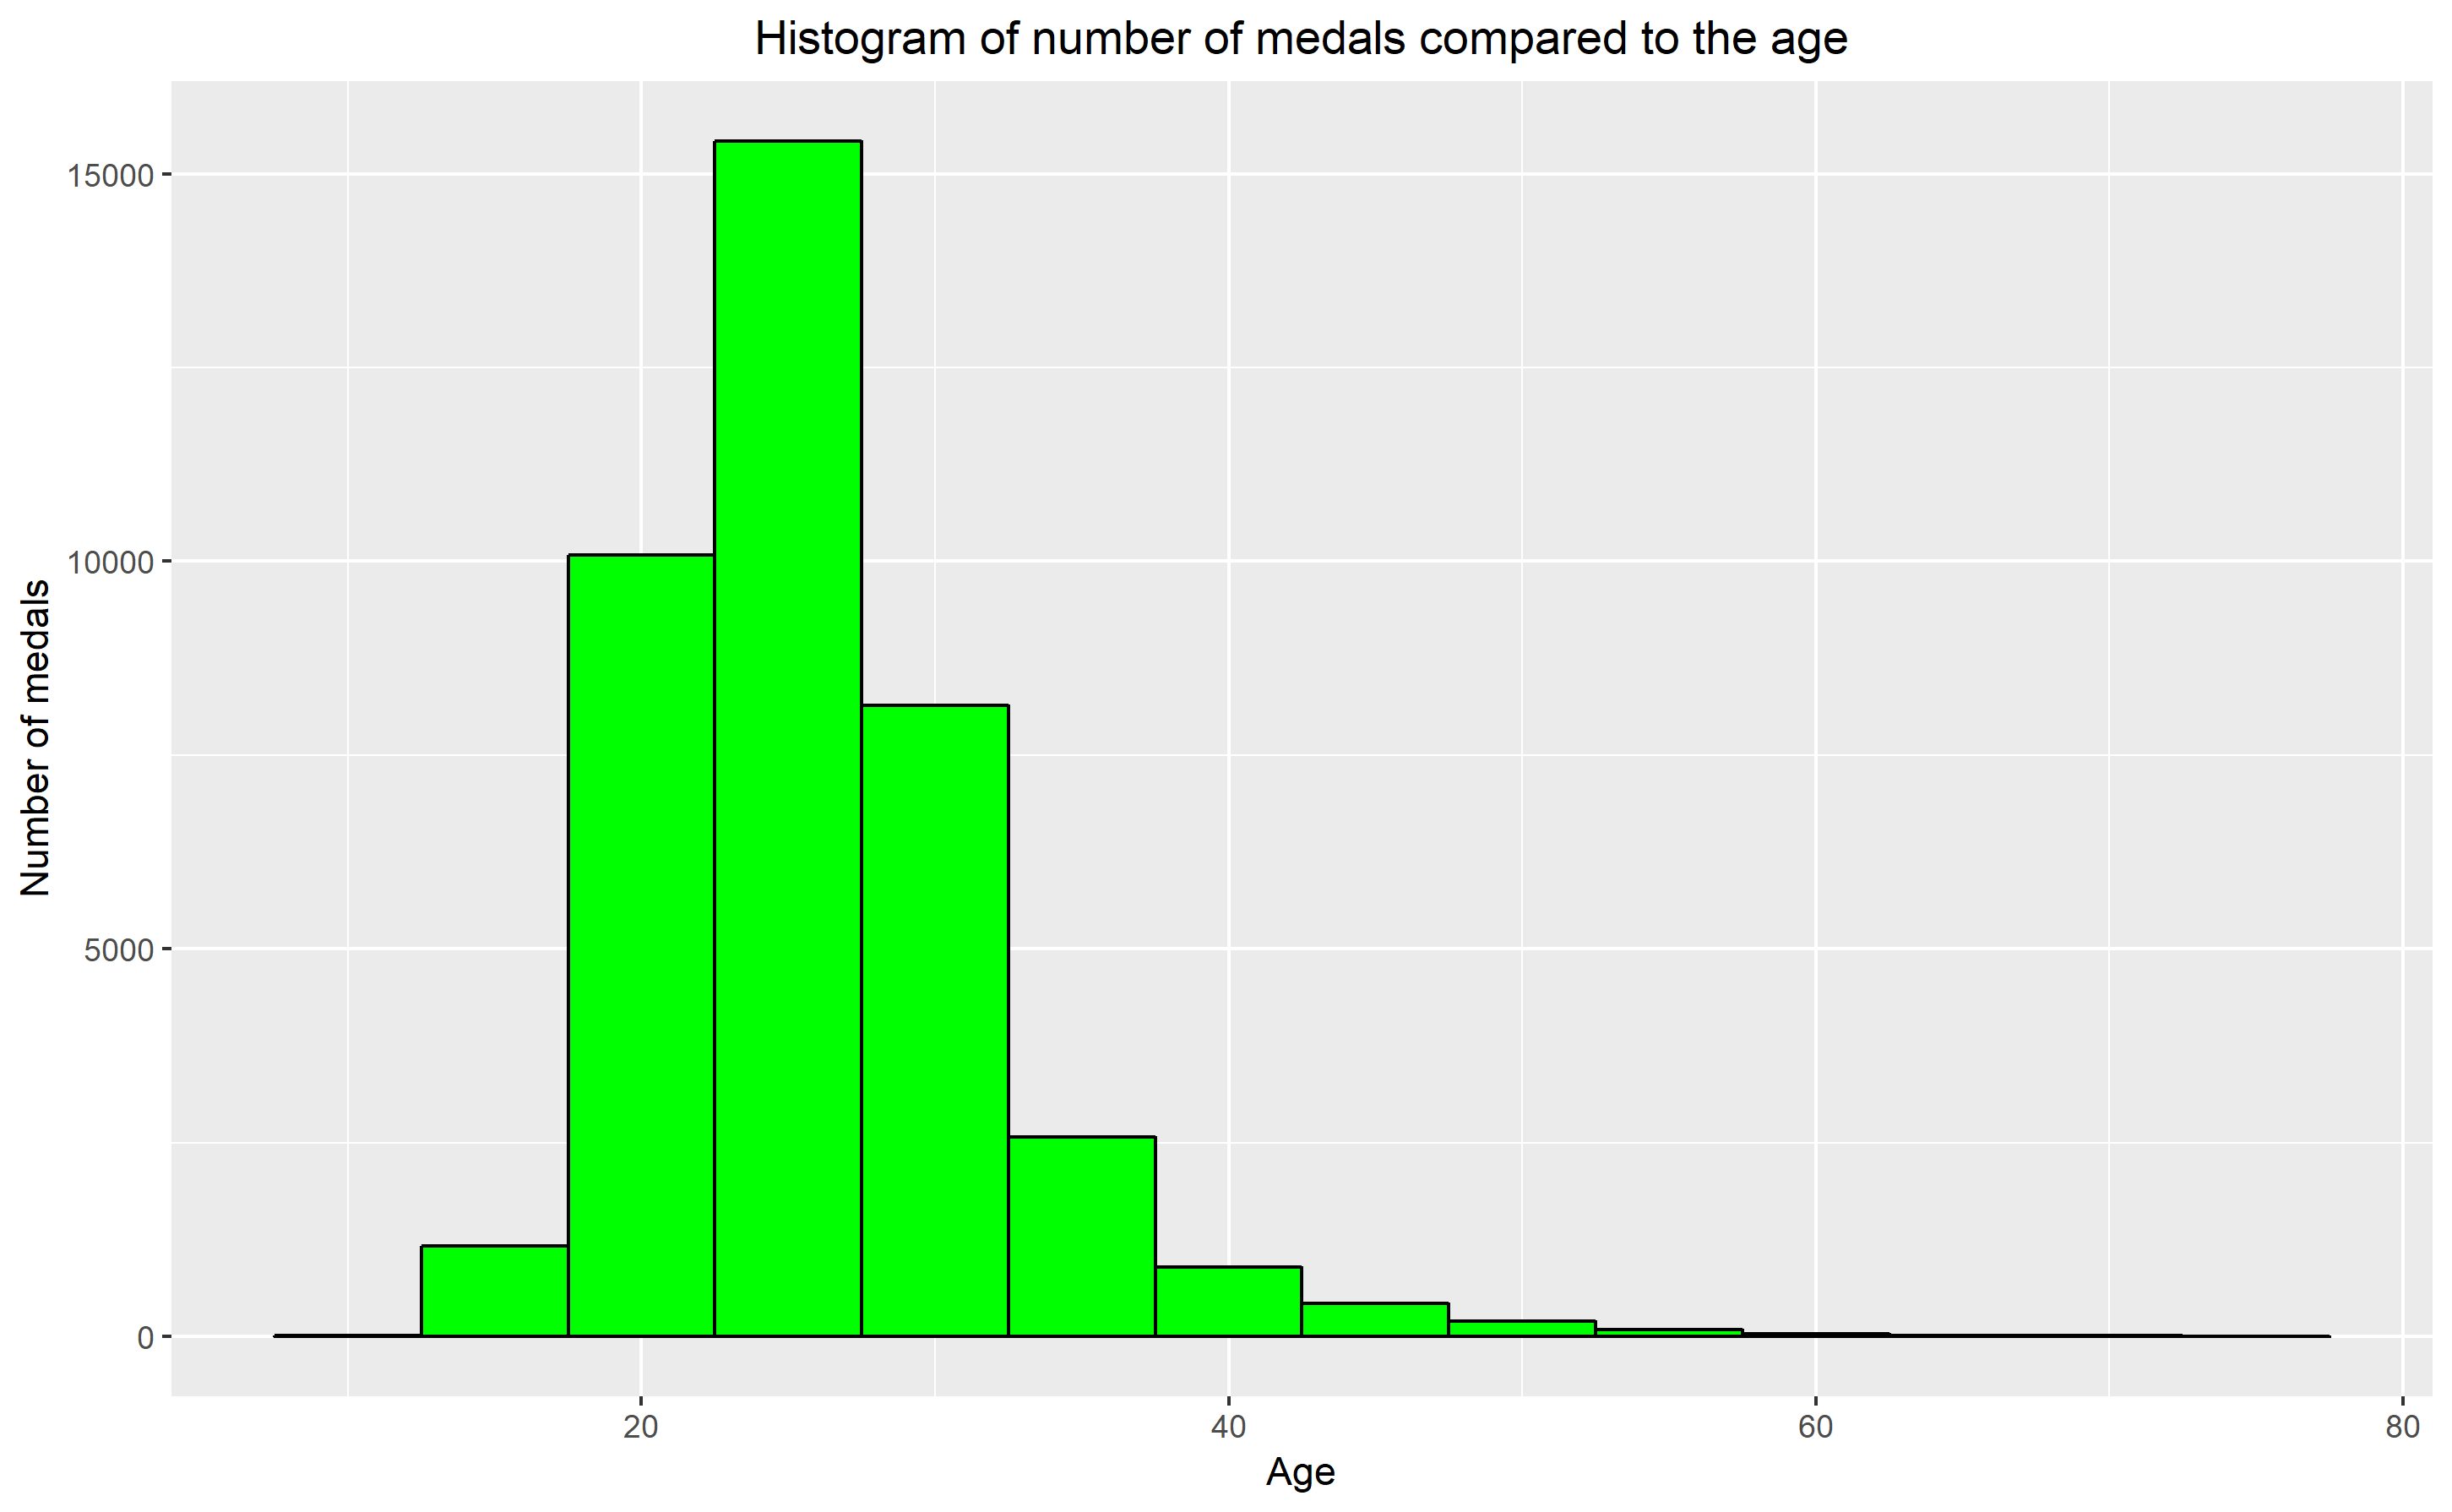 Histogram of number of medals compared to the age
Number of medals
15000
10000
5000
0
20
40
60
80
Age